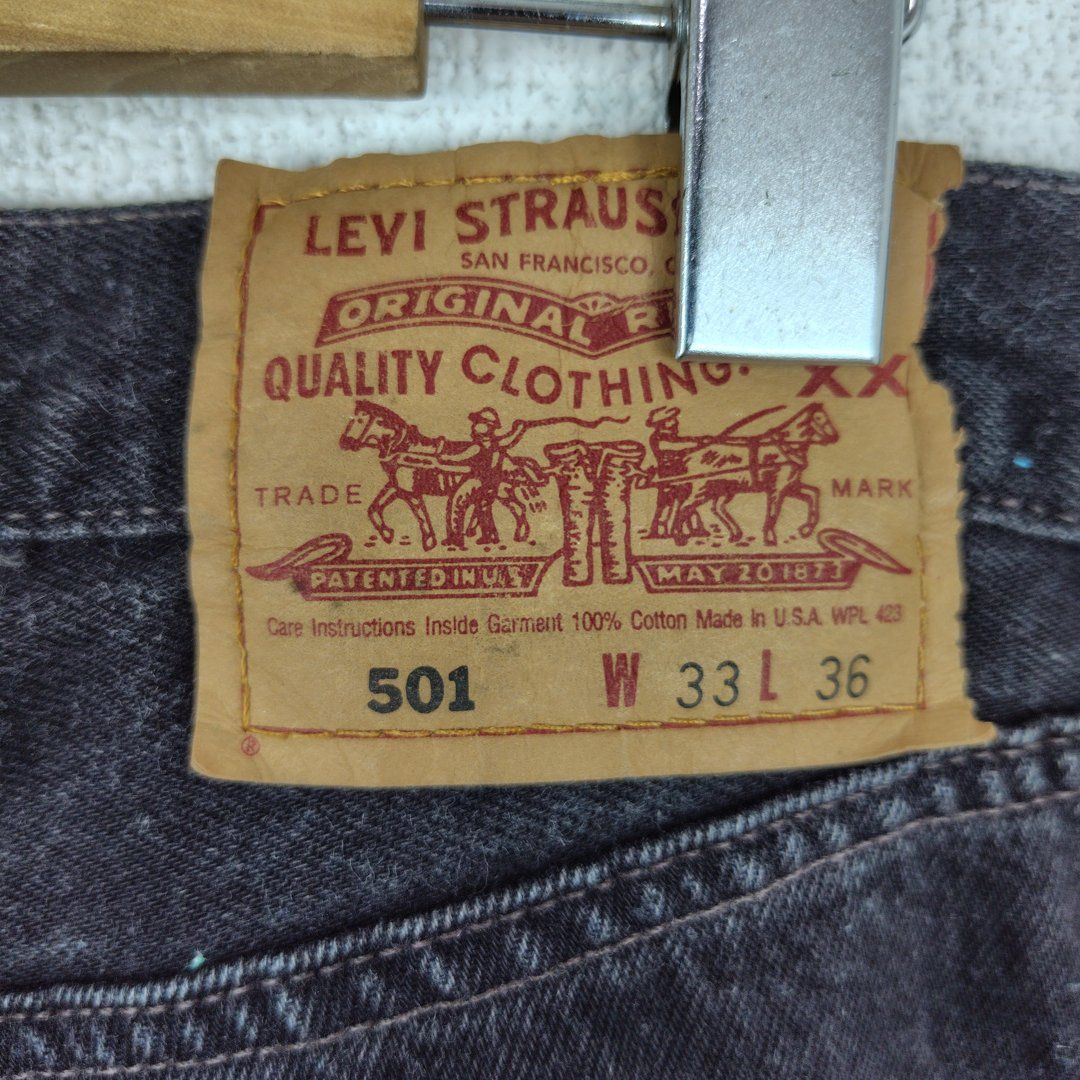 LEVI STRAUSS
SAN FRANCISCO,
ORIGINAL
QUALITY CLOTHING. XX
TRADE MARK
PATENTED IN U.S. MAY 20 1873
Care Instructions Inside Garment 100% Cotton Made in U.S.A. WPL 423
501 W 33 L 36
®